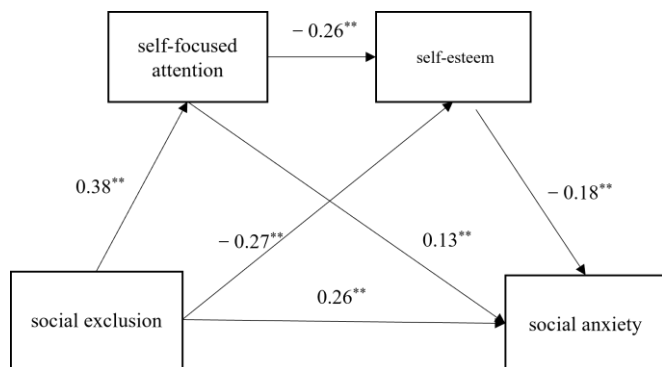 − 0.26**
self-focused
attention
self-esteem
0.38**
− 0.18**
− 0.27**
0.13**
0.26**
social exclusion
social anxiety